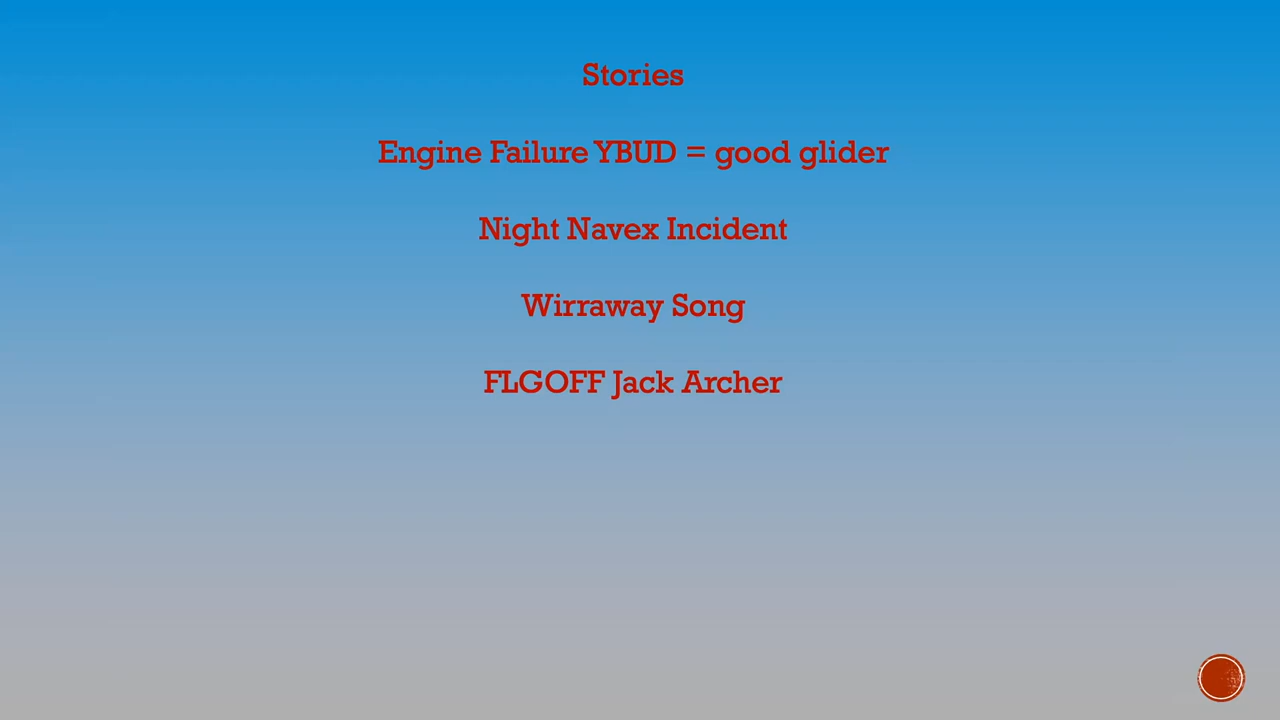 Stories
Engine Failure YBUD = good glider
Night Navex Incident
Wirraway Song
FLGOFF Jack Archer